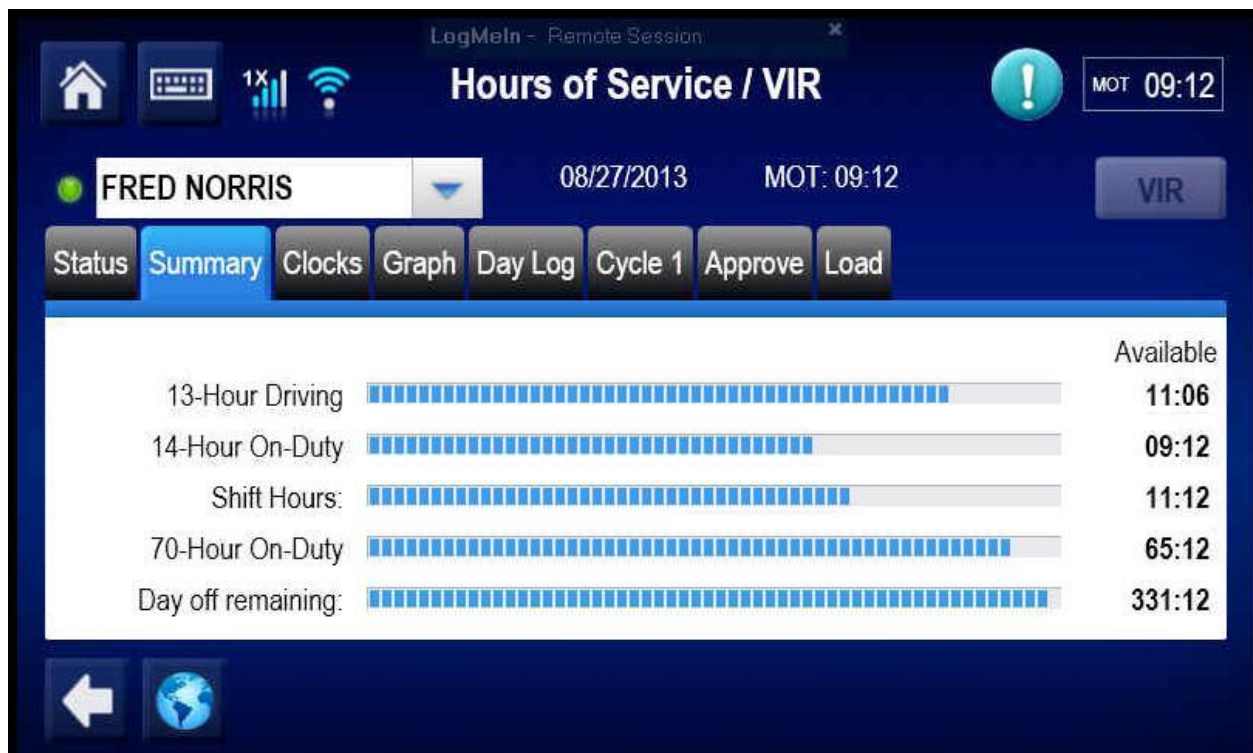 LogMeIn - Remote Session
1X
Hours of Service / VIR
MOT 09:12
FRED NORRIS
08/27/2013
MOT: 09:12
VIR
Status Summary Clocks Graph Day Log Cycle 1 Approve Load
Available
13-Hour Driving 11:06
14-Hour On-Duty 09:12
Shift Hours: 11:12
70-Hour On-Duty 65:12
Day off remaining: 331:12